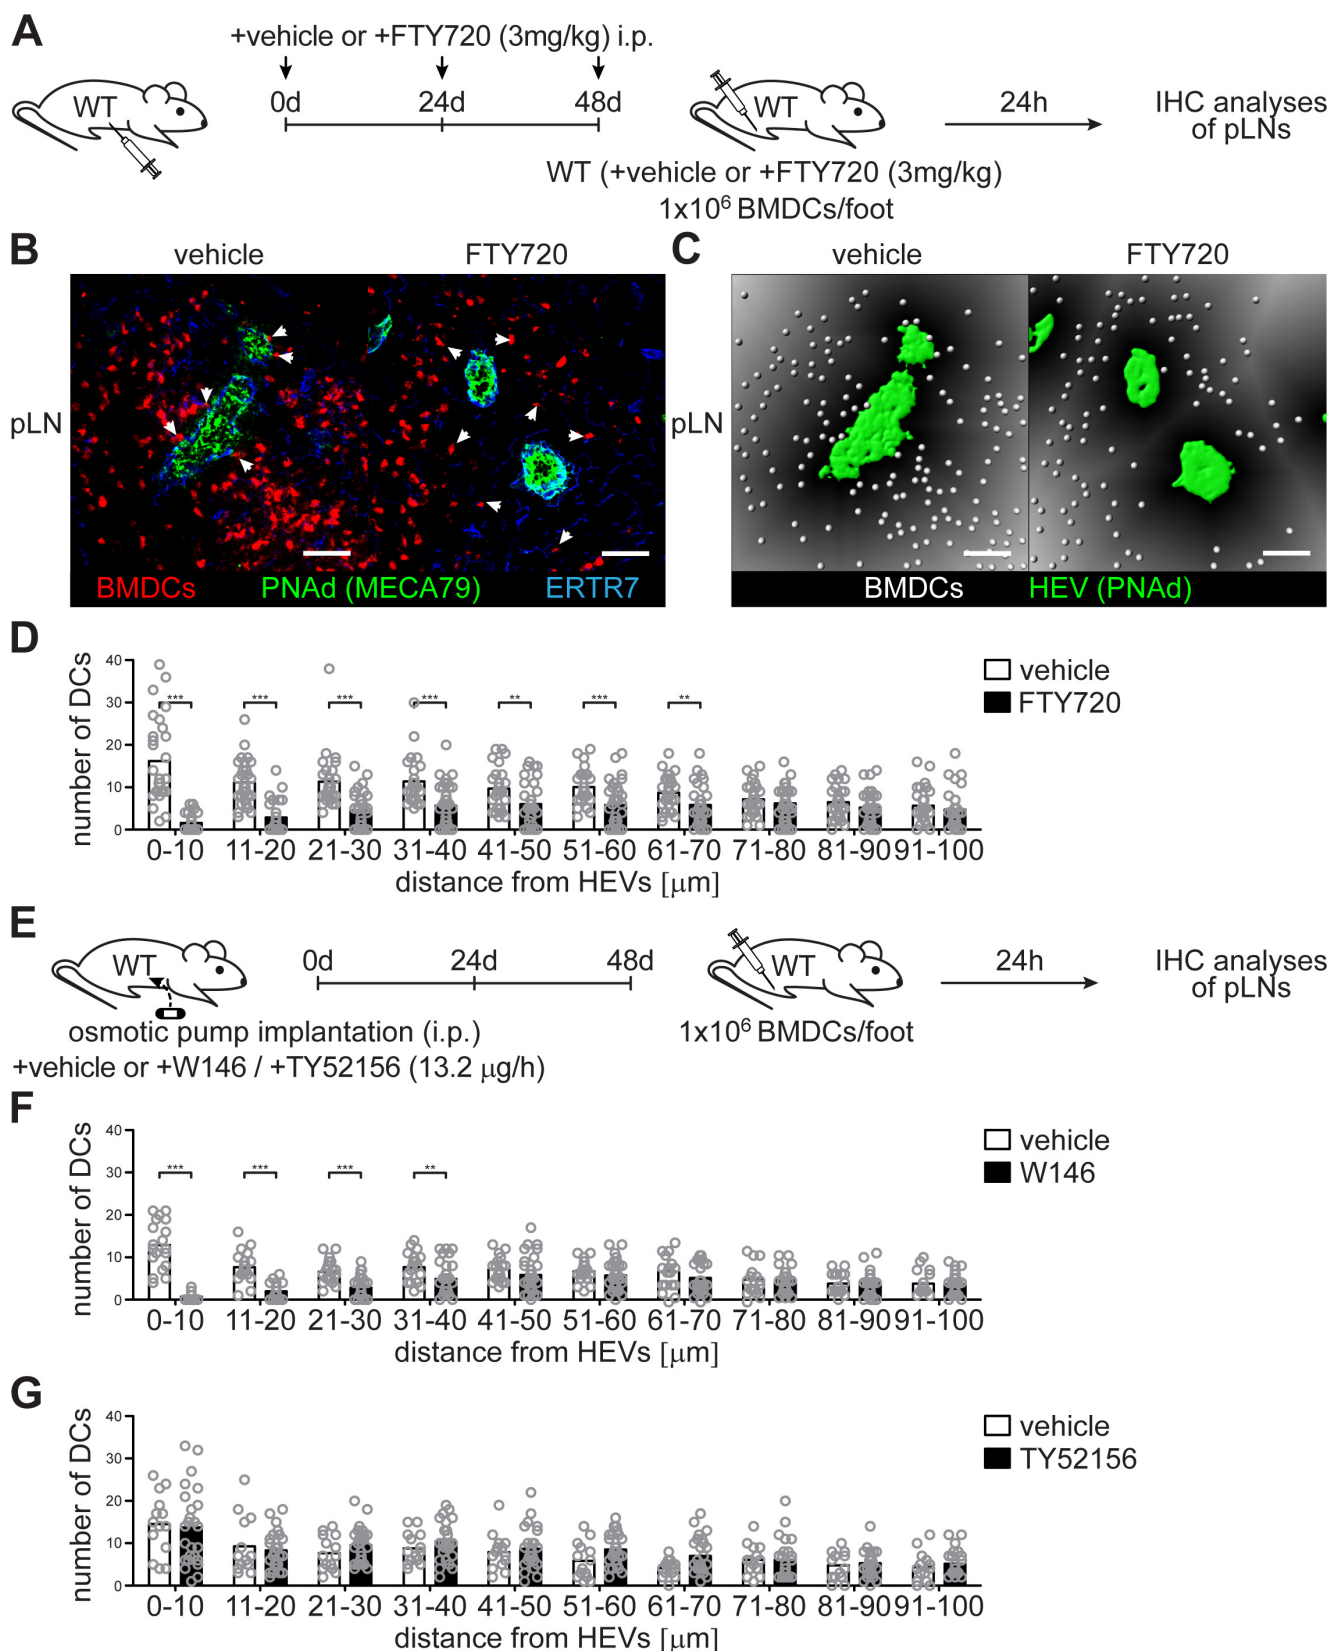 A
+vehicle or +FTY720 (3mg/kg) i.p.
WT
0d 24d 48d
WT
24h
IHC analyses
of pLNs
WT (+vehicle or +FTY720 (3mg/kg)
1x10⁶ BMDCs/foot
B
vehicle FTY720
pLN
BMDCs PNAd (MECA79) ERTR7
C
vehicle FTY720
pLN
BMDCs HEV (PNAd)
D
number of DCs
40
30
20
10
0
*** *** *** *** ** *** **
0-10 11-20 21-30 31-40 41-50 51-60 61-70 71-80 81-90 91-100
distance from HEVs [μm]
vehicle
FTY720
E
WT
0d 24d 48d
WT
24h
IHC analyses
of pLNs
osmotic pump implantation (i.p.)
+vehicle or +W146 / +TY52156 (13.2 μg/h)
1x10⁶ BMDCs/foot
F
number of DCs
40
30
20
10
0
*** *** *** **
0-10 11-20 21-30 31-40 41-50 51-60 61-70 71-80 81-90 91-100
distance from HEVs [μm]
vehicle
W146
G
number of DCs
40
30
20
10
0
0-10 11-20 21-30 31-40 41-50 51-60 61-70 71-80 81-90 91-100
distance from HEVs [μm]
vehicle
TY52156